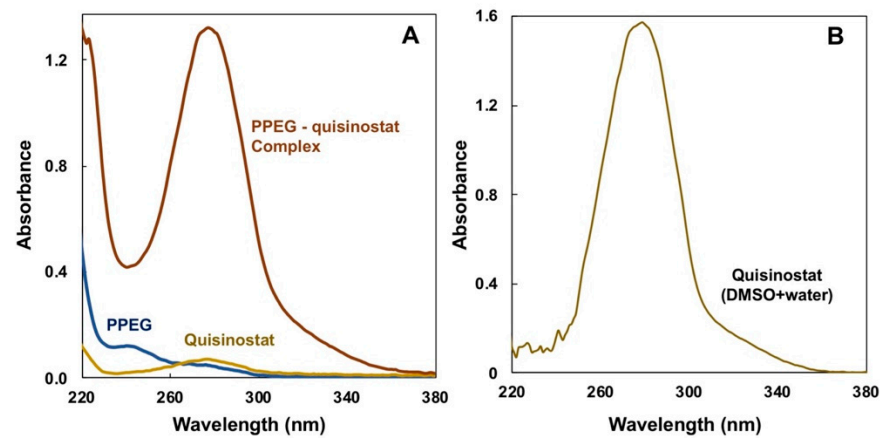 A
1.2
0.8
0.4
0.0
Absorbance
PPEG - quisinostat
Complex
PPEG
Quisinostat
220 260 300 340 380
Wavelength (nm)
B
1.6
1.2
0.8
0.4
0
Absorbance
Quisinostat
(DMSO+water)
220 260 300 340 380
Wavelength (nm)